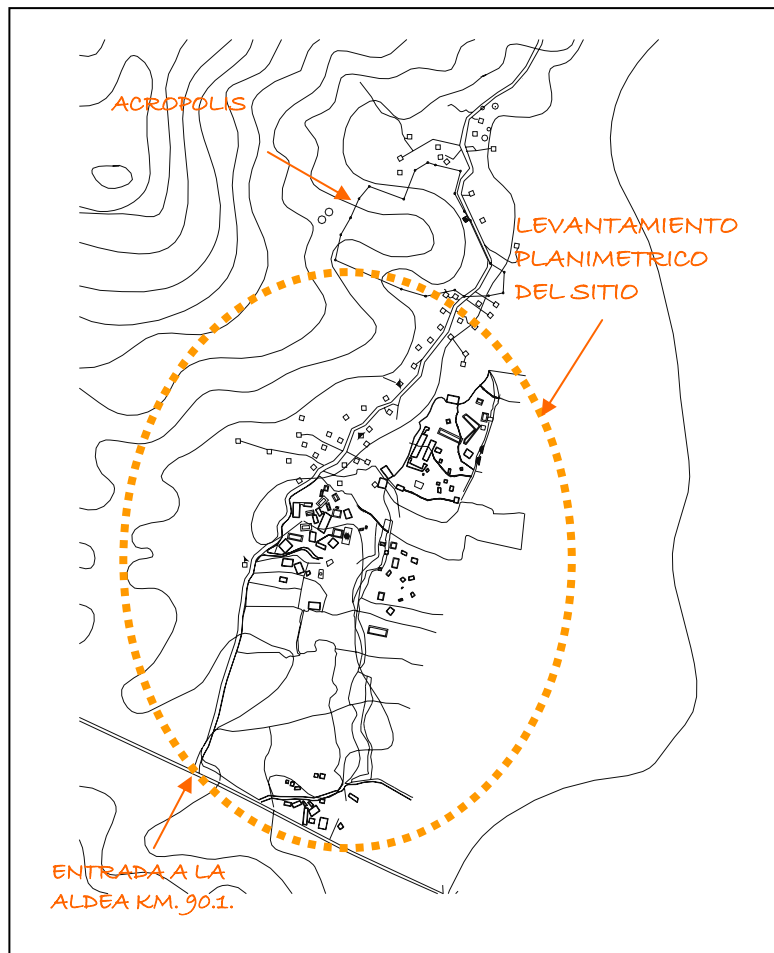 ACROPOLIS
LEVANTAMIENTO
PLANIMETRICO
DEL SITIO
ENTRADA A LA
ALDEA KM. 90.1.